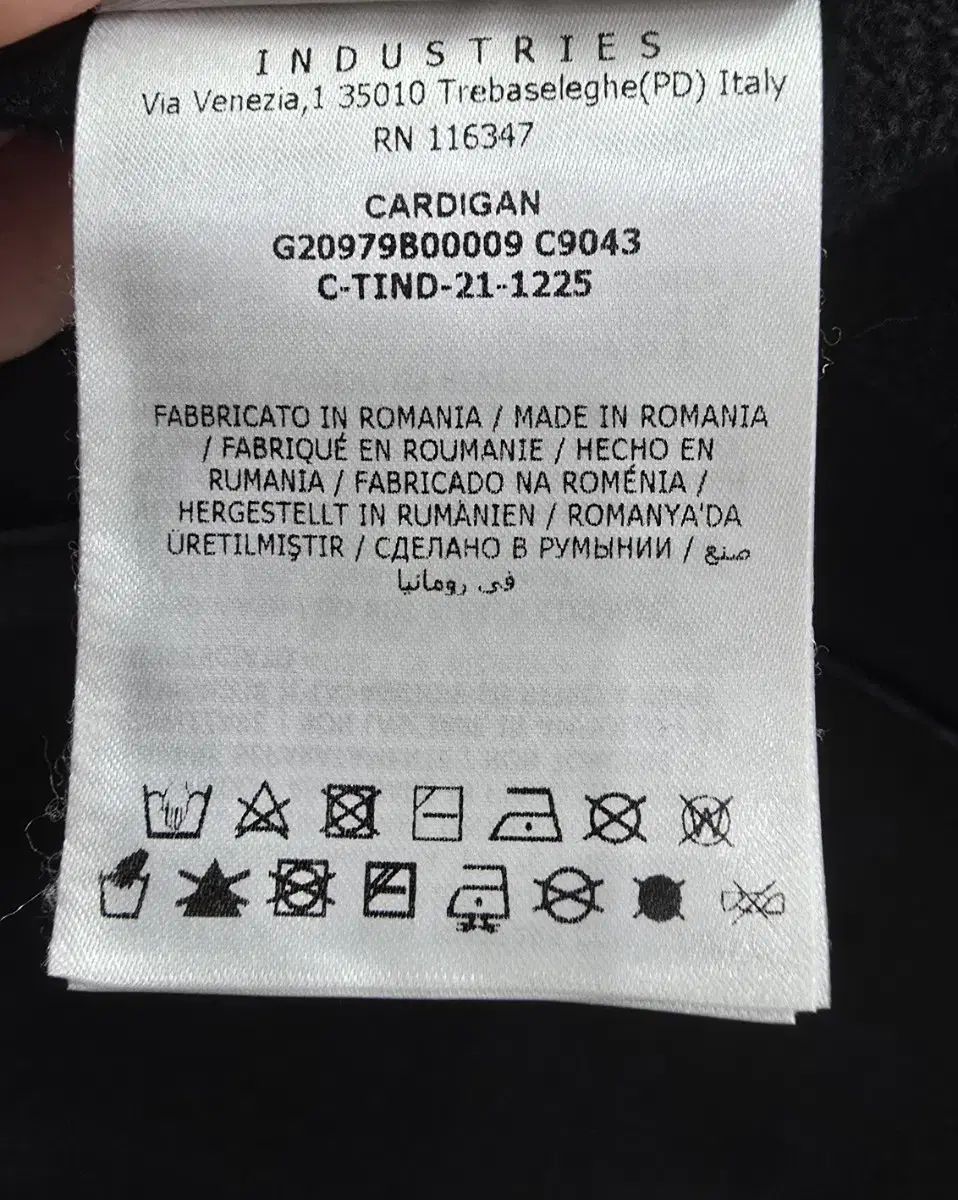 INDUSTRIES
Via Venezia,1 35010 Trebaseleghe(PD) Italy
RN 116347
CARDIGAN
G20979B00009 C9043
C-TIND-21-1225
FABBRICATO IN ROMANIA / MADE IN ROMANIA
/ FABRIQUÉ EN ROUMANIE / HECHO EN
RUMANIA / FABRICADO NA ROMÉNIA /
HERGESTELLT IN RUMÄNIEN / ROMANYA'DA
ÜRETILMIŞTIR / СДЕЛАНО В РУМЫНИИ / صنع
في رومانيا
W